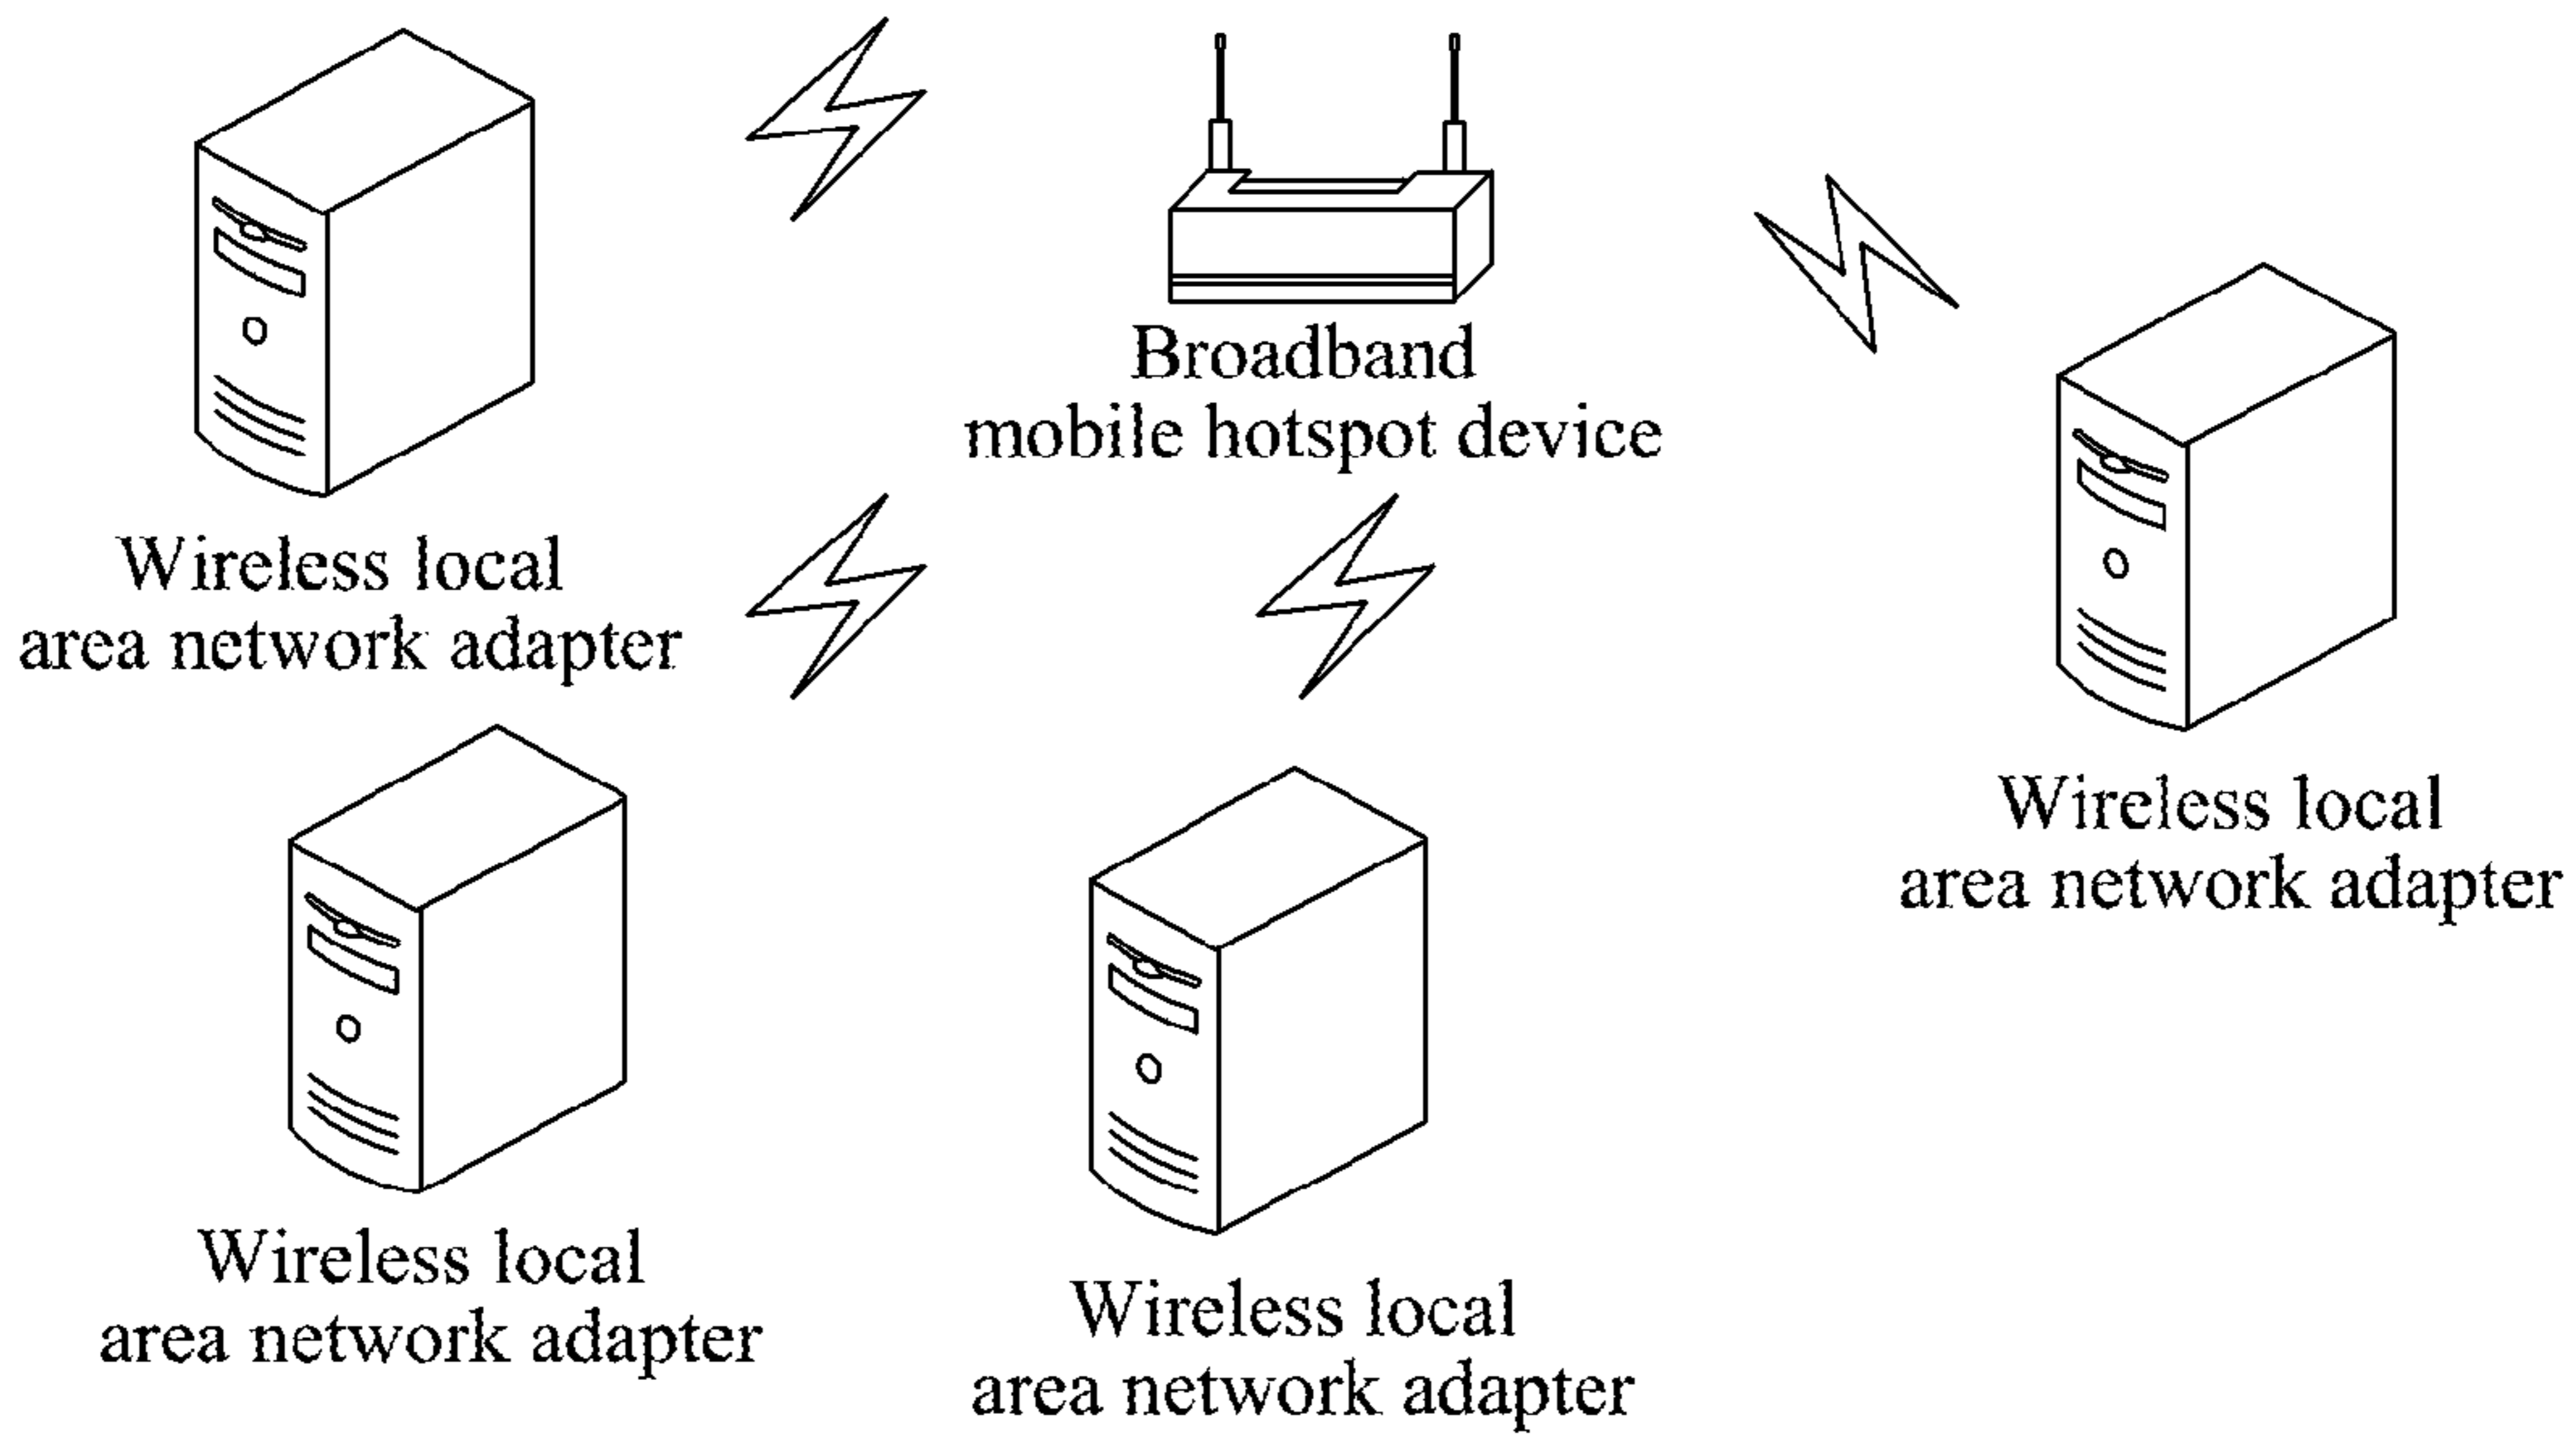 Broadband
mobile hotspot device
Wireless local
area network adapter
Wireless local
area network adapter
Wireless local
area network adapter
Wireless local
area network adapter